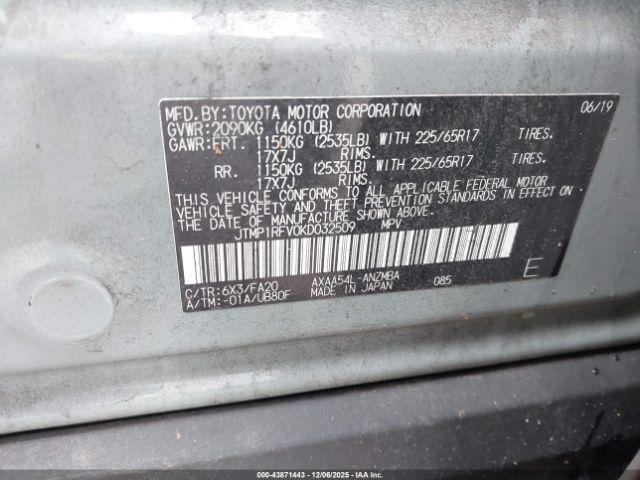 MFD. BY: TOYOTA MOTOR CORPORATION 06/19
GVWR: 2090KG (4610LB)
GAWR: FRT. 1150KG (2535LB) WITH 225/65R17 TIRES.
17X7J RIMS.
RR. 1150KG (2535LB) WITH 225/65R17 TIRES.
17X7J RIMS.
THIS VEHICLE CONFORMS TO ALL APPLICABLE FEDERAL MOTOR
VEHICLE SAFETY AND THEFT PREVENTION STANDARDS IN EFFECT ON
THE DATE OF MANUFACTURE SHOWN ABOVE.
JTMP1RFV0KD032509 MPV
C/TR: 6X3/FA20 AXAA54L-ANZMBA 085 E
A/TM: -01A/UB80F MADE IN JAPAN
000-43871443 - 12/06/2025 - IAAI.COM